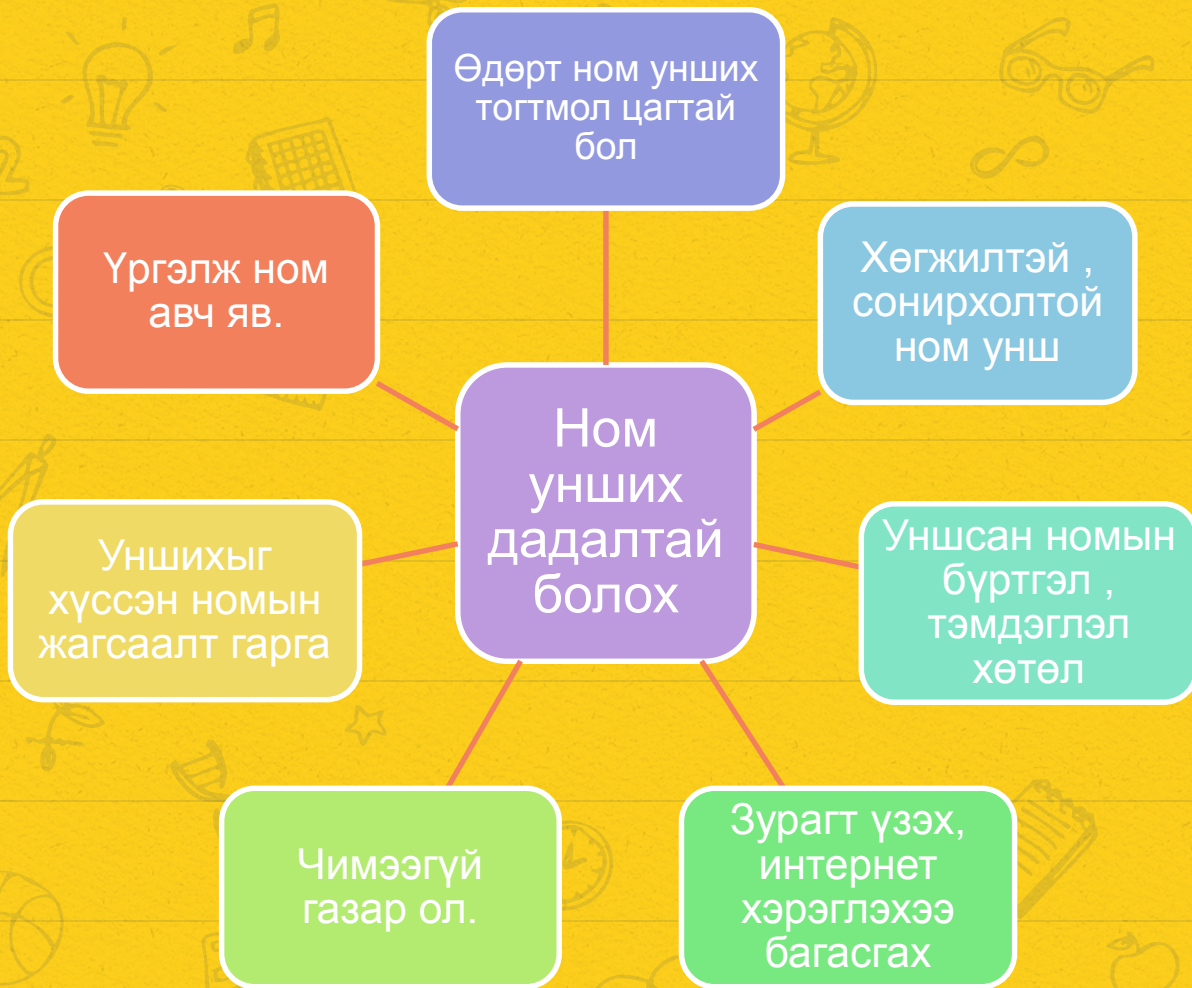 Өдөрт ном унших
тогтмол цагтай
бол
Үргэлж ном
авч яв.
Хөгжилтэй ,
сонирхолтой
ном унш
Ном
унших
дадалтай
болох
Уншихыг
хүссэн номын
жагсаалт гарга
Уншсан номын
бүртгэл ,
тэмдэглэл
хөтөл
Чимээгүй
газар ол.
Зурагт үзэх,
интернет
хэрэглэхээ
багасгах